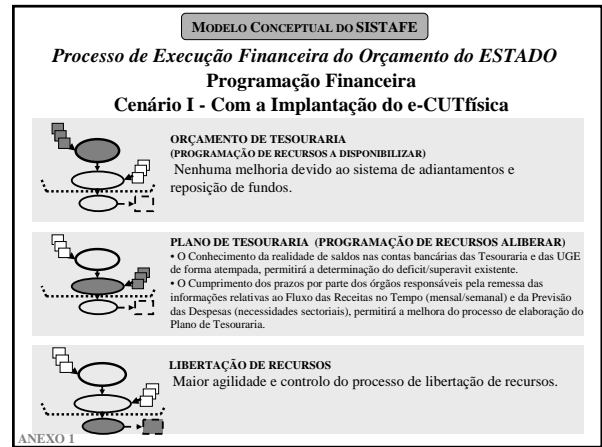 MODELO CONCEPTUAL DO SISTAFE
Processo de Execução Financeira do Orçamento do ESTADO
Programação Financeira
Cenário I - Com a Implantação do e-CUTfísica
ORÇAMENTO DE TESOURARIA
(PROGRAMAÇÃO DE RECURSOS A DISPONIBILIZAR)
Nenhuma melhoria devido ao sistema de adiantamentos e
reposição de fundos.
PLANO DE TESOURARIA (PROGRAMAÇÃO DE RECURSOS ALIBERAR)
• O Conhecimento da realidade de saldos nas contas bancárias das Tesouraria e das UGE
de forma atempada, permitirá a determinação do deficit/superavit existente.
• O Cumprimento dos prazos por parte dos órgãos responsáveis pela remessa das
informações relativas ao Fluxo das Receitas no Tempo (mensal/semanal) e da Previsão
das Despesas (necessidades sectoriais), permitirá a melhora do processo de elaboração do
Plano de Tesouraria.
LIBERTAÇÃO DE RECURSOS
Maior agilidade e controlo do processo de libertação de recursos.
ANEXO 1